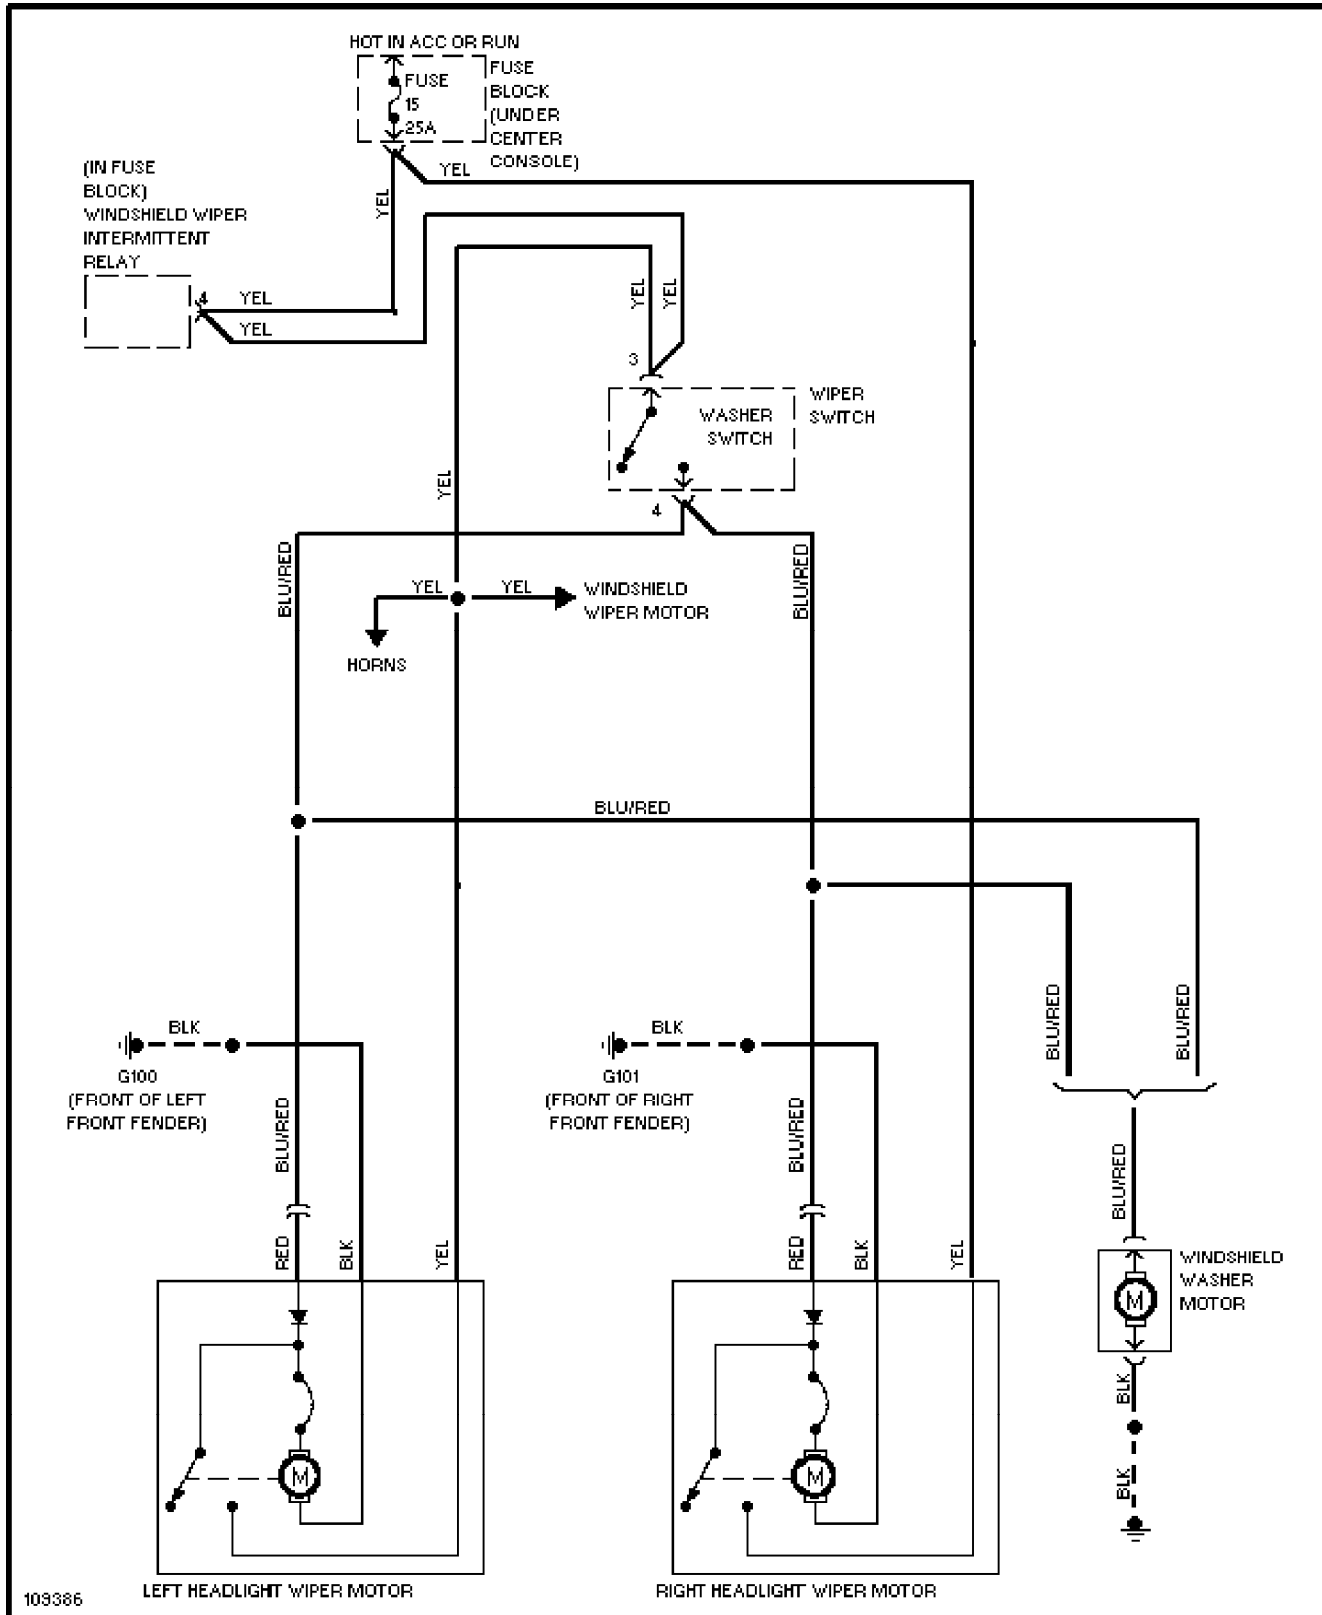 HOT IN ACC OR RUN
FUSE
15
25A
FUSE
BLOCK
(UNDER
CENTER
CONSOLE)
YEL
YEL
(IN FUSE
BLOCK)
WINDSHIELD WIPER
INTERMITTENT
RELAY
4
YEL
YEL
YEL
YEL
3
WASHER
SWITCH
WIPER
SWITCH
4
YEL
BLU/RED
BLU/RED
YEL
YEL
WINDSHIELD
WIPER MOTOR
HORNS
BLU/RED
BLU/RED
BLU/RED
BLK
G100
(FRONT OF LEFT
FRONT FENDER)
BLK
G101
(FRONT OF RIGHT
FRONT FENDER)
BLU/RED
BLU/RED
BLU/RED
RED
BLK
YEL
RED
BLK
YEL
WINDSHIELD
WASHER
MOTOR
M
BLK
BLK
M
M
LEFT HEADLIGHT WIPER MOTOR
RIGHT HEADLIGHT WIPER MOTOR
109386